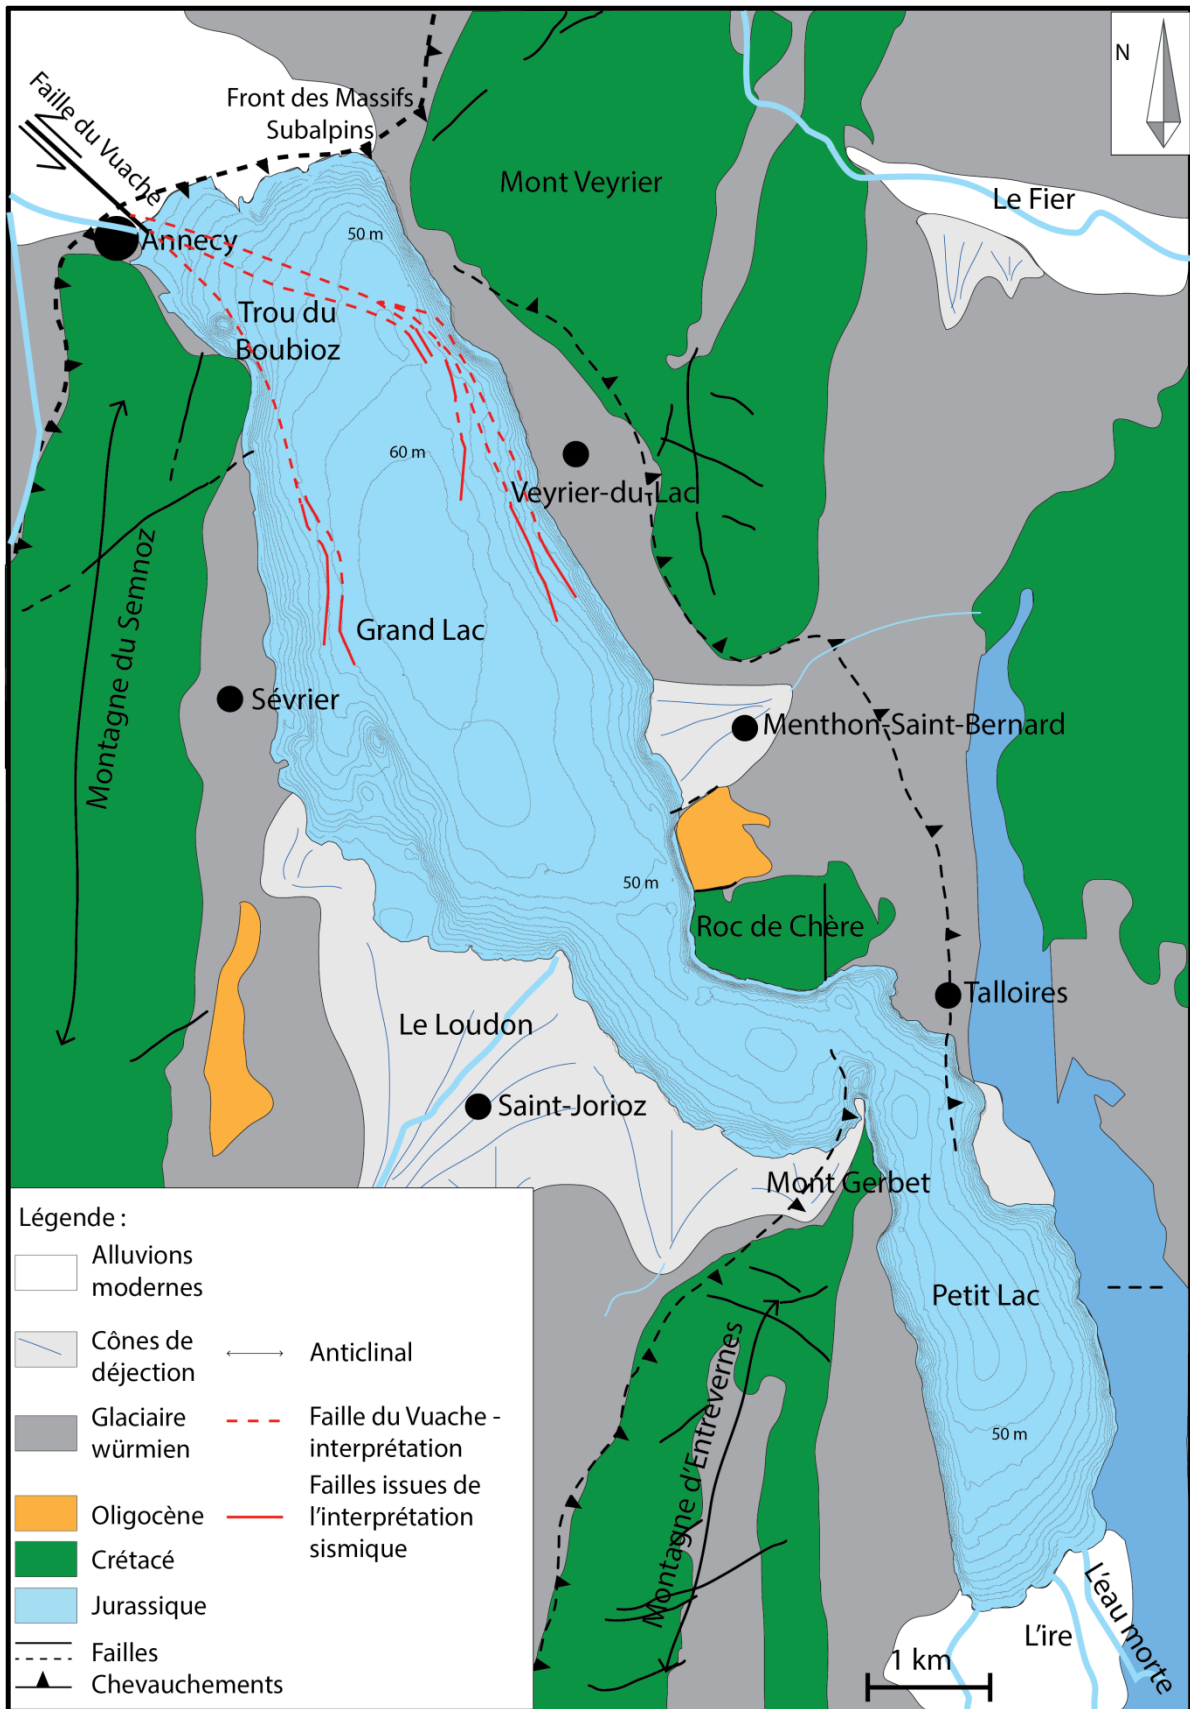 N
Faille du Vuache
Front des Massifs
Subalpins
Mont Veyrier
Le Fier
Annecy
50 m
Trou du
Boubioz
60 m
Veyrier-du-Lac
Montagne du Semnoz
Grand Lac
Sévrier
Menthon-Saint-Bernard
50 m
Roc de Chère
Talloires
Le Loudon
Saint-Jorioz
Mont Gerbet
Petit Lac
Montagne d'Entrevernes
50 m
L'ire
L'eau morte
1 km
Légende :
Alluvions
modernes
Cônes de
déjection
Anticlinal
Glaciaire
würmien
Faille du Vuache -
interprétation
Failles issues de
l'interprétation
sismique
Oligocène
Crétacé
Jurassique
Failles
Chevauchements